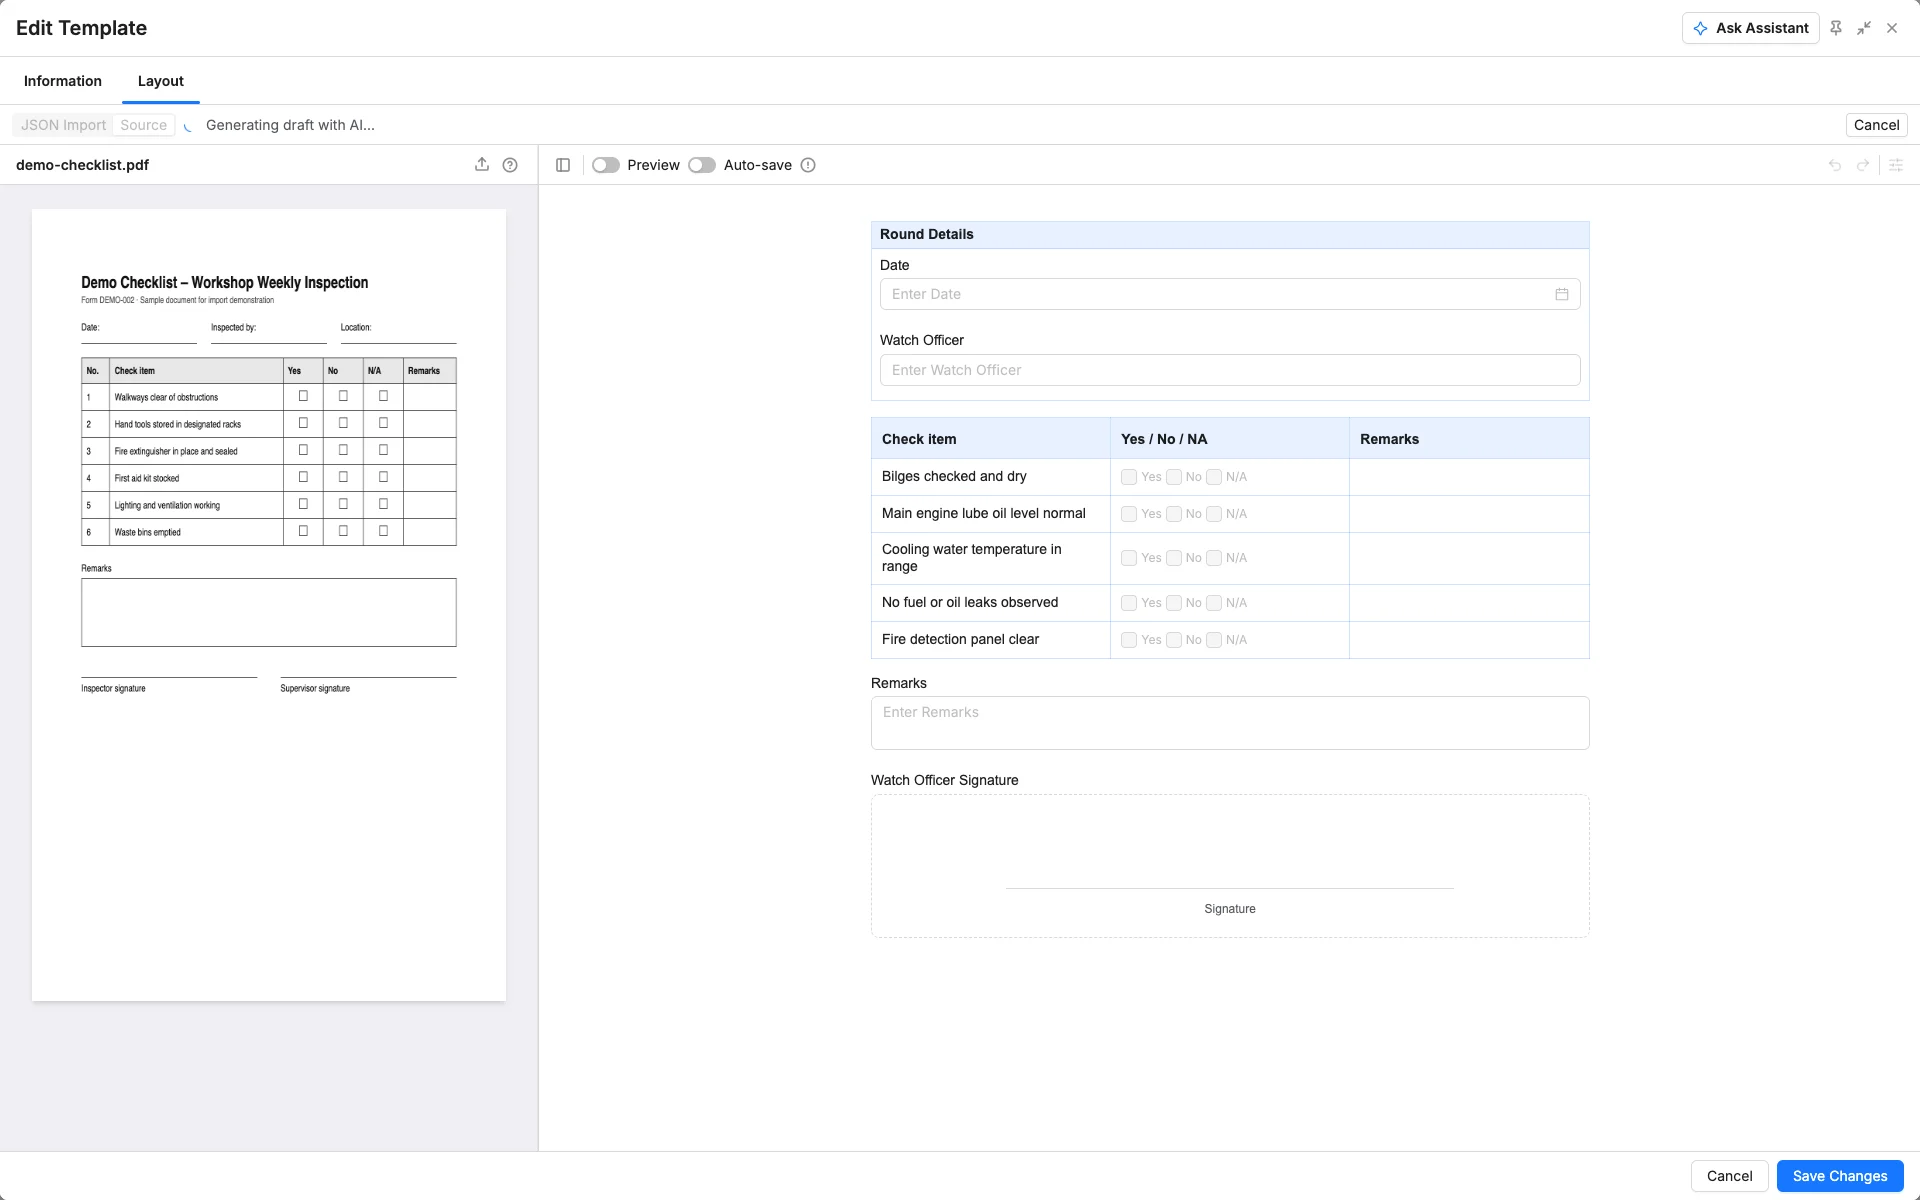 Edit Template
Ask Assistant
Information
Layout
JSON Import
Source
Generating draft with AI...
Cancel
demo-checklist.pdf
Preview
Auto-save
Demo Checklist – Workshop Weekly Inspection
Form DEMO-002 · Sample document for import demonstration
Date:
Inspected by:
Location:
No. Check item Yes No N/A Remarks
1 Walkways clear of obstructions
2 Hand tools stored in designated racks
3 Fire extinguisher in place and sealed
4 First aid kit stocked
5 Lighting and ventilation working
6 Waste bins emptied
Remarks
Inspector signature
Supervisor signature
Round Details
Date
Enter Date
Watch Officer
Enter Watch Officer
Check item Yes / No / NA Remarks
Bilges checked and dry Yes No N/A
Main engine lube oil level normal Yes No N/A
Cooling water temperature in
range Yes No N/A
No fuel or oil leaks observed Yes No N/A
Fire detection panel clear Yes No N/A
Remarks
Enter Remarks
Watch Officer Signature
Signature
Cancel
Save Changes